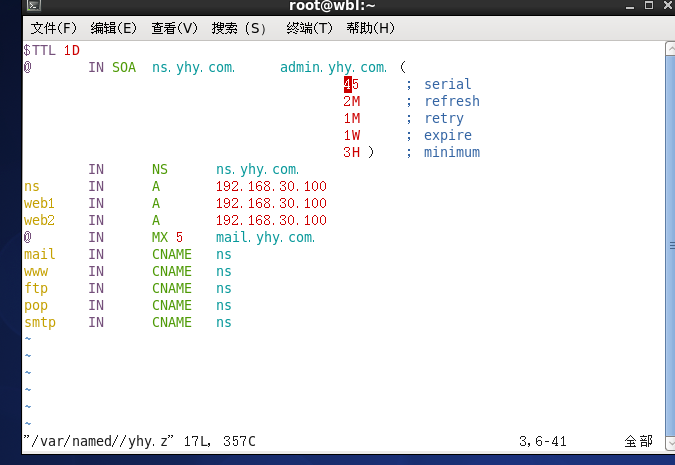 root@wbl:~
文件(F) 编辑(E) 查看(V) 搜索 (S) 终端(T) 帮助(H)
$TTL 1D
@ IN SOA ns.yhy.com. admin.yhy.com. (
45 ; serial
2M ; refresh
1M ; retry
1W ; expire
3H ) ; minimum
IN NS ns.yhy.com.
ns IN A 192.168.30.100
web1 IN A 192.168.30.100
web2 IN A 192.168.30.100
@ IN MX 5 mail.yhy.com.
mail IN CNAME ns
www IN CNAME ns
ftp IN CNAME ns
pop IN CNAME ns
smtp IN CNAME ns
~
~
~
~
~
~
"/var/named//yhy.z" 17L, 357C 3,6-41 全部